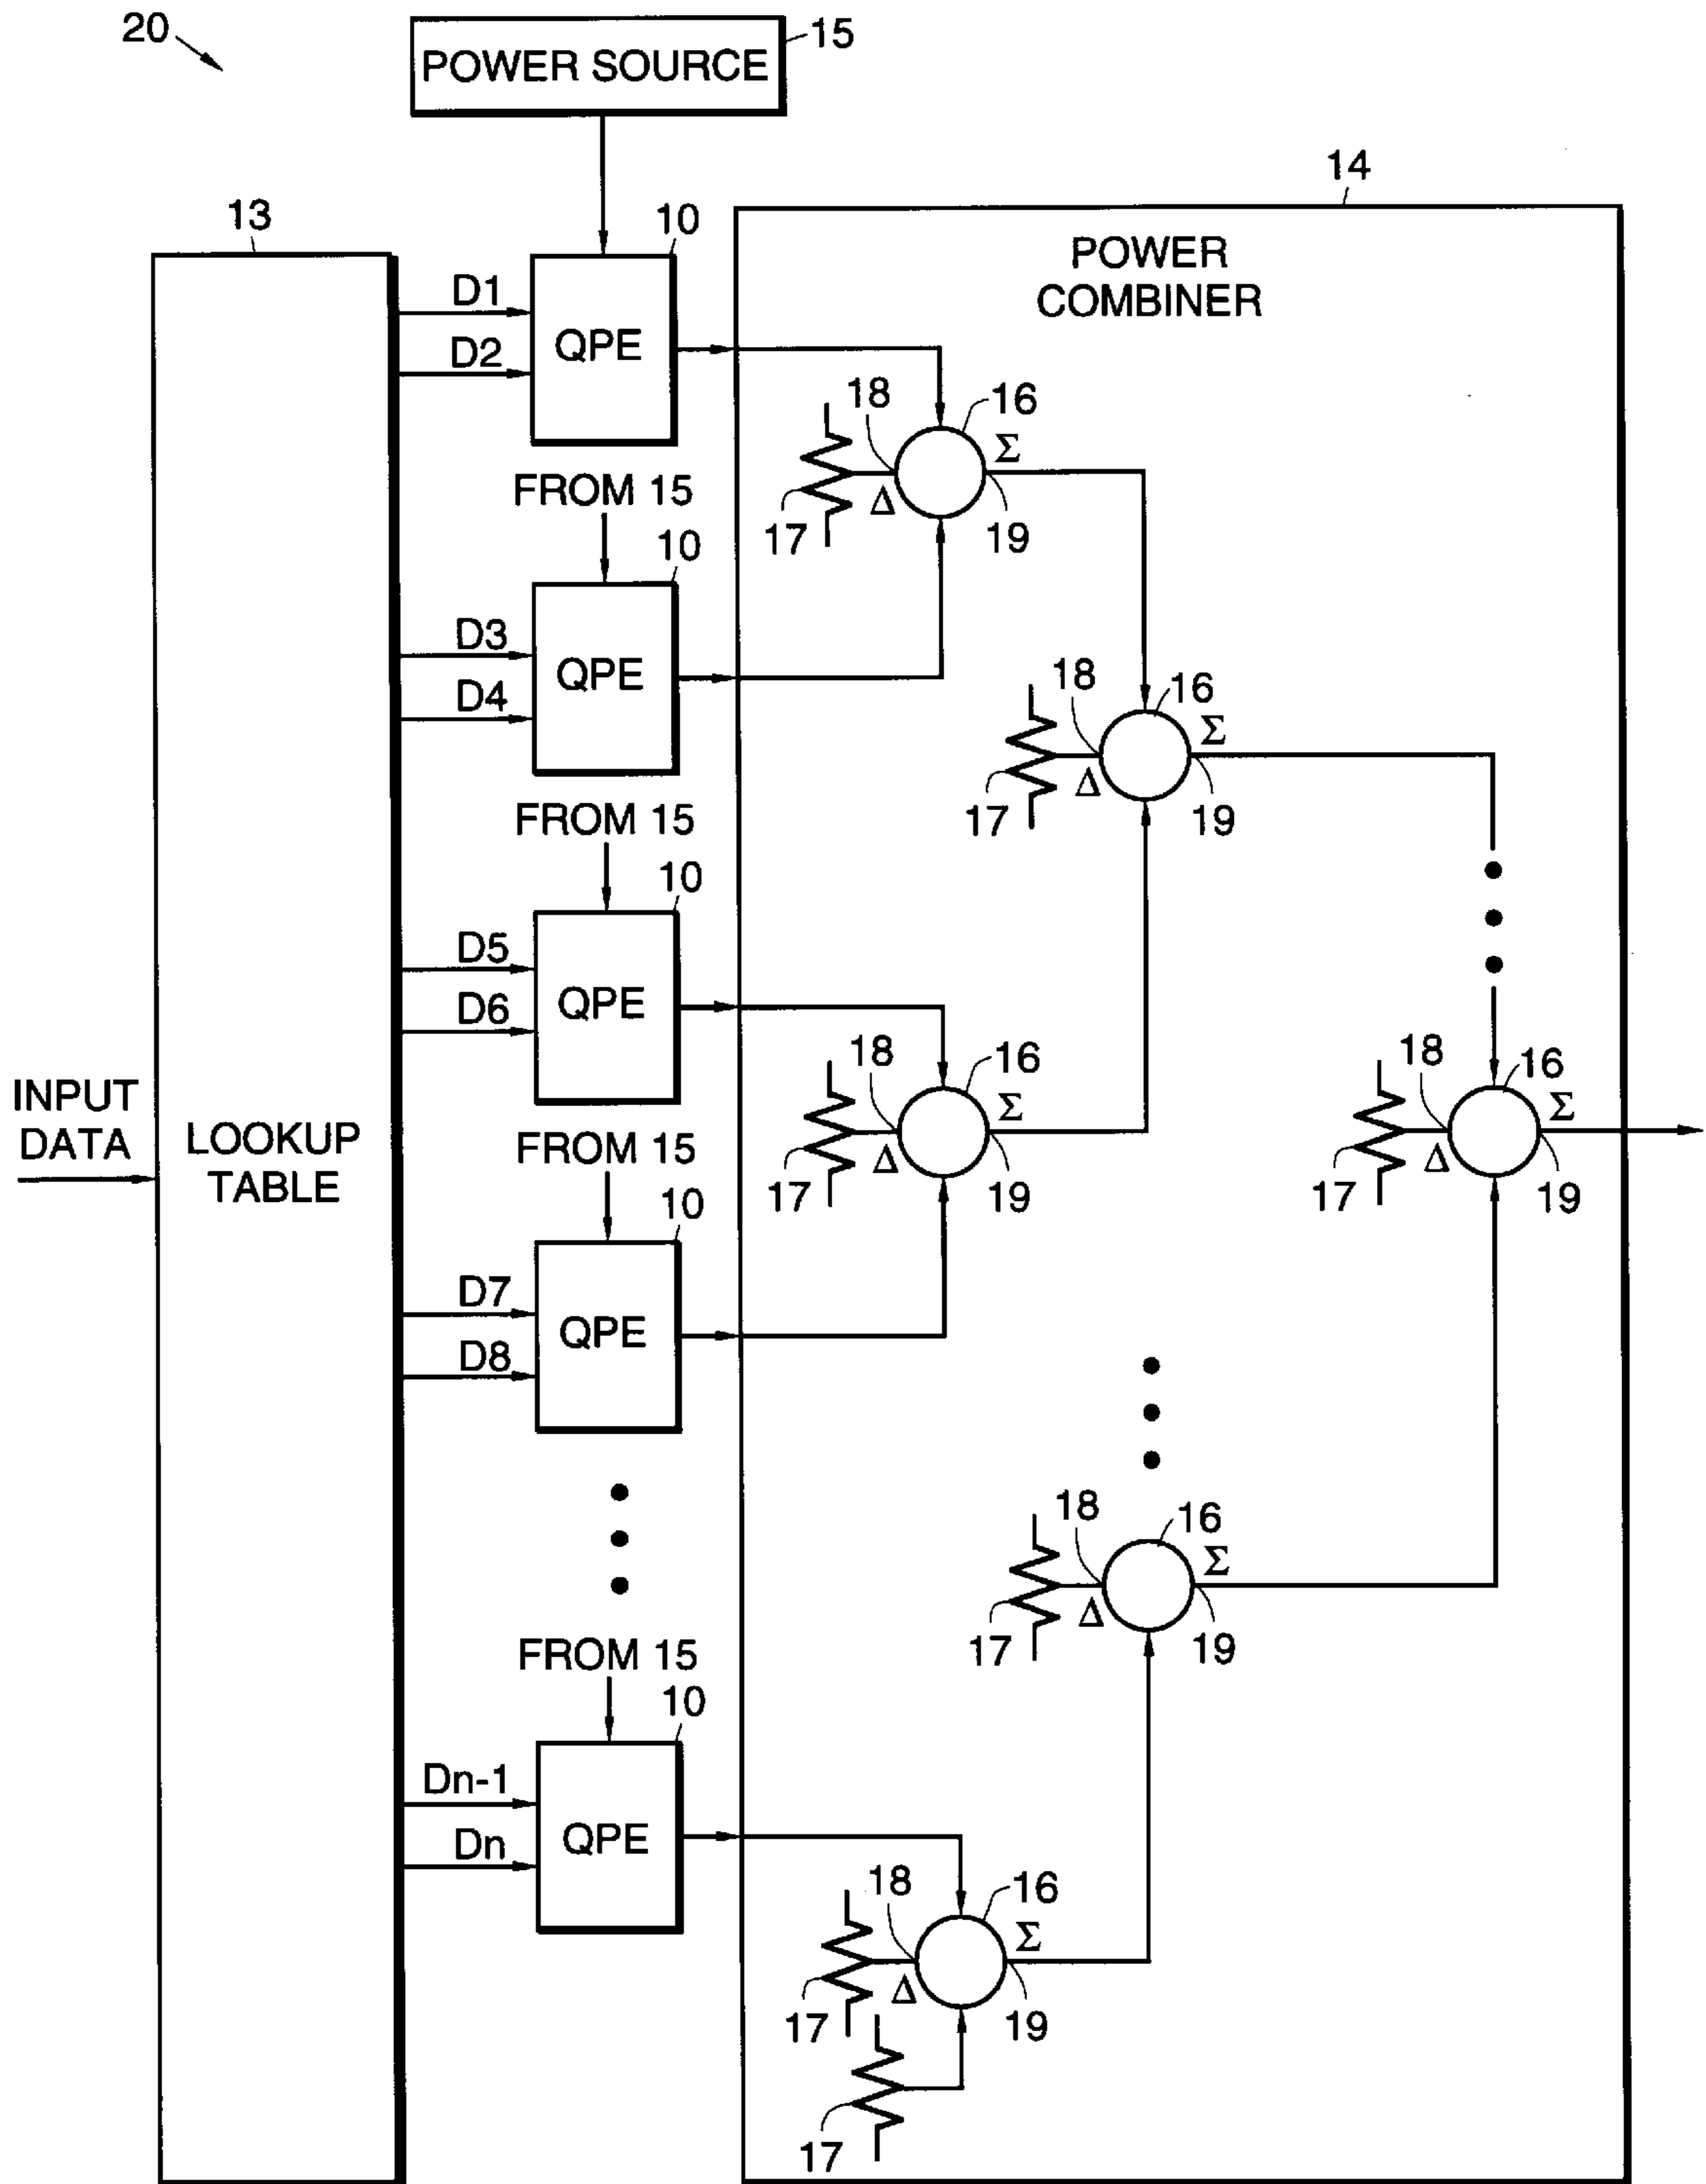 20
POWER SOURCE
15
14
13
10
POWER
COMBINER
D1
D2
QPE
18
16
Σ
Δ
17
19
FROM 15
10
D3
D4
QPE
18
16
Σ
Δ
17
19
FROM 15
10
D5
D6
QPE
18
16
Σ
Δ
17
19
18
16
Σ
Δ
17
19
INPUT
DATA
LOOKUP
TABLE
FROM 15
10
D7
D8
QPE
18
16
Σ
Δ
17
19
FROM 15
10
Dn-1
Dn
QPE
18
16
Σ
Δ
17
19
17